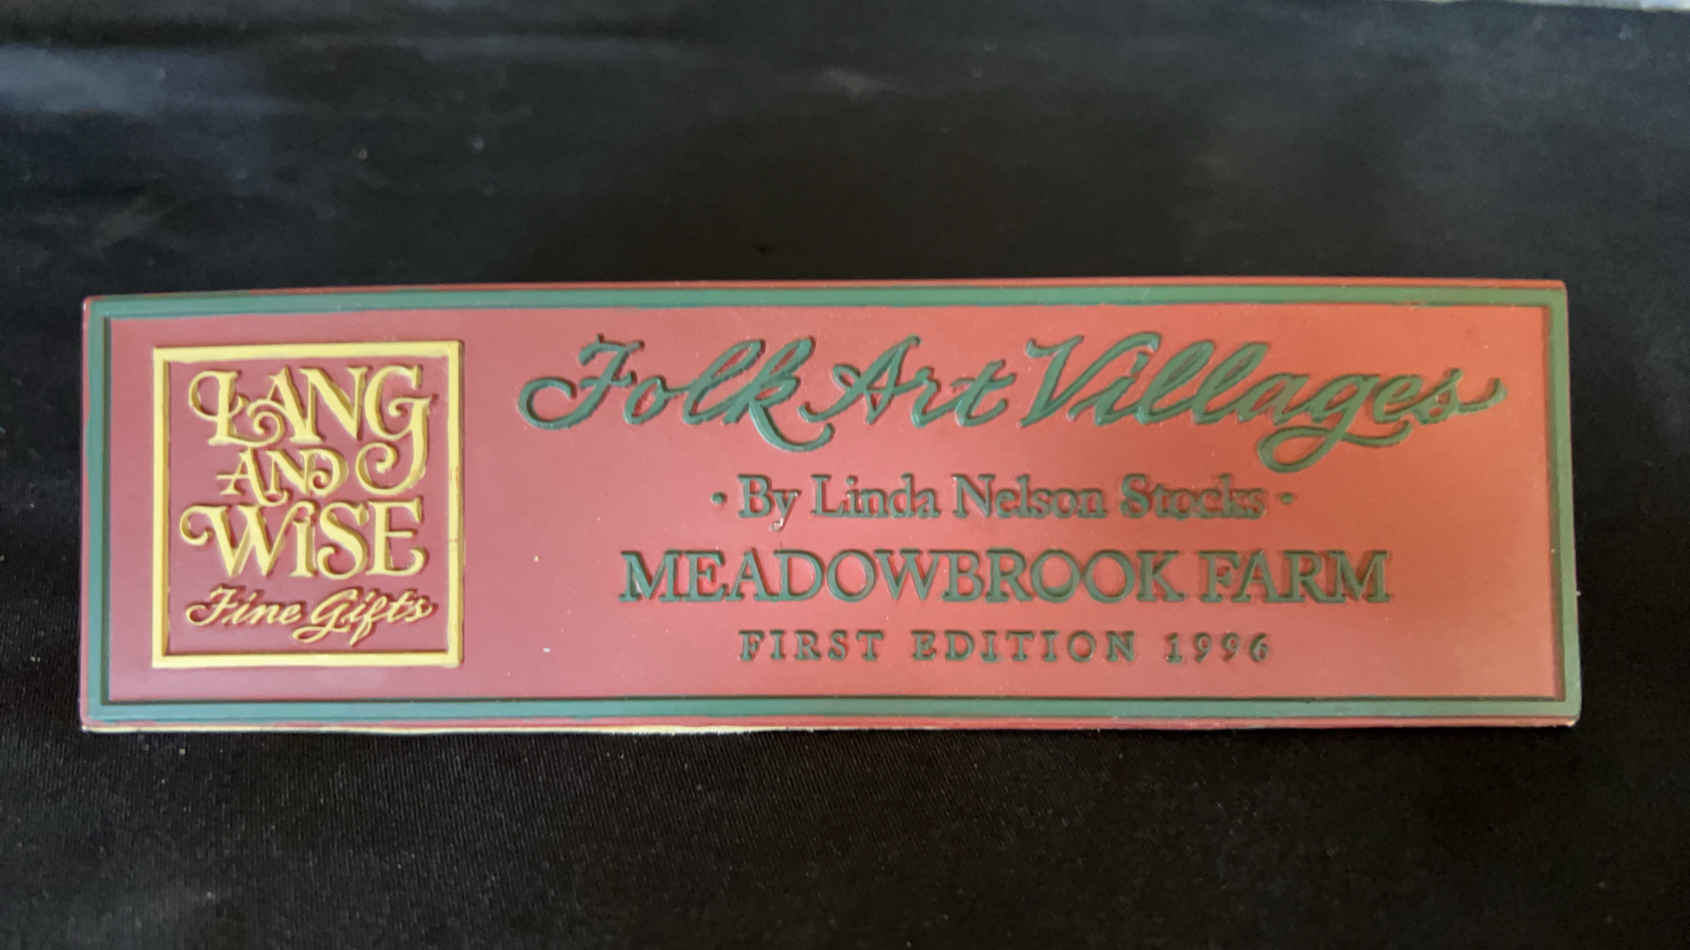 LANG
AND
WiSE
Fine Gifts
Folk Art Villages
• By Linda Nelson Stocks •
MEADOWBROOK FARM
FIRST EDITION 1996